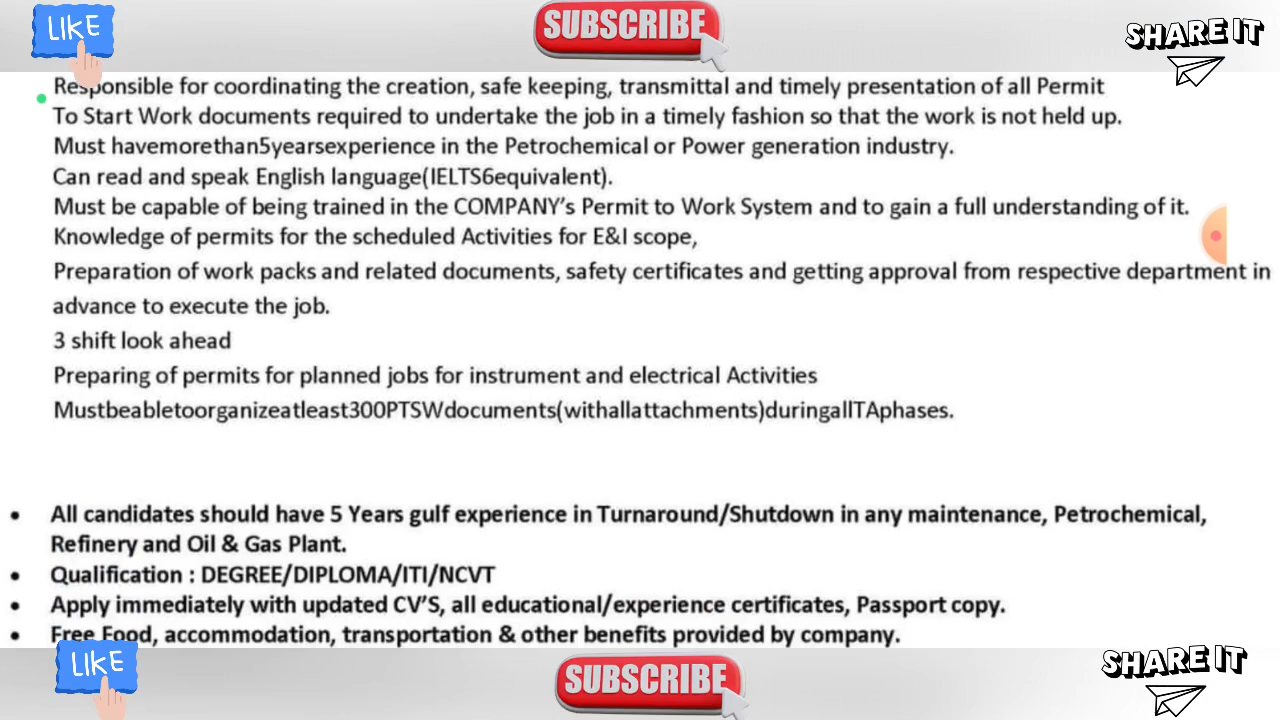 LIKE
SUBSCRIBE
SHARE IT
Responsible for coordinating the creation, safe keeping, transmittal and timely presentation of all Permit
To Start Work documents required to undertake the job in a timely fashion so that the work is not held up.
Must havemorethan5yearsexperience in the Petrochemical or Power generation industry.
Can read and speak English language(IELTS6equivalent).
Must be capable of being trained in the COMPANY's Permit to Work System and to gain a full understanding of it.
Knowledge of permits for the scheduled Activities for E&I scope,
Preparation of work packs and related documents, safety certificates and getting approval from respective department in
advance to execute the job.
3 shift look ahead
Preparing of permits for planned jobs for instrument and electrical Activities
Mustbeabletoorganizeatleast300PTSWdocuments(withallattachments)duringallTAphases.
• All candidates should have 5 Years gulf experience in Turnaround/Shutdown in any maintenance, Petrochemical,
Refinery and Oil & Gas Plant.
• Qualification : DEGREE/DIPLOMA/ITI/NCVT
• Apply immediately with updated CV'S, all educational/experience certificates, Passport copy.
• Free Food, accommodation, transportation & other benefits provided by company.
LIKE
SUBSCRIBE
SHARE IT